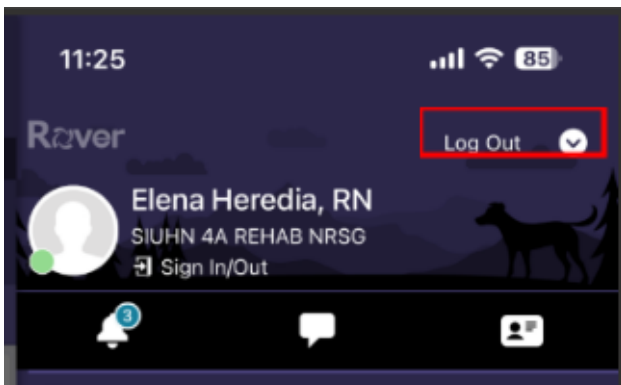 11:25
85
Rover
Log Out
Elena Heredia, RN
SIUHN 4A REHAB NRSG
Sign In/Out
3